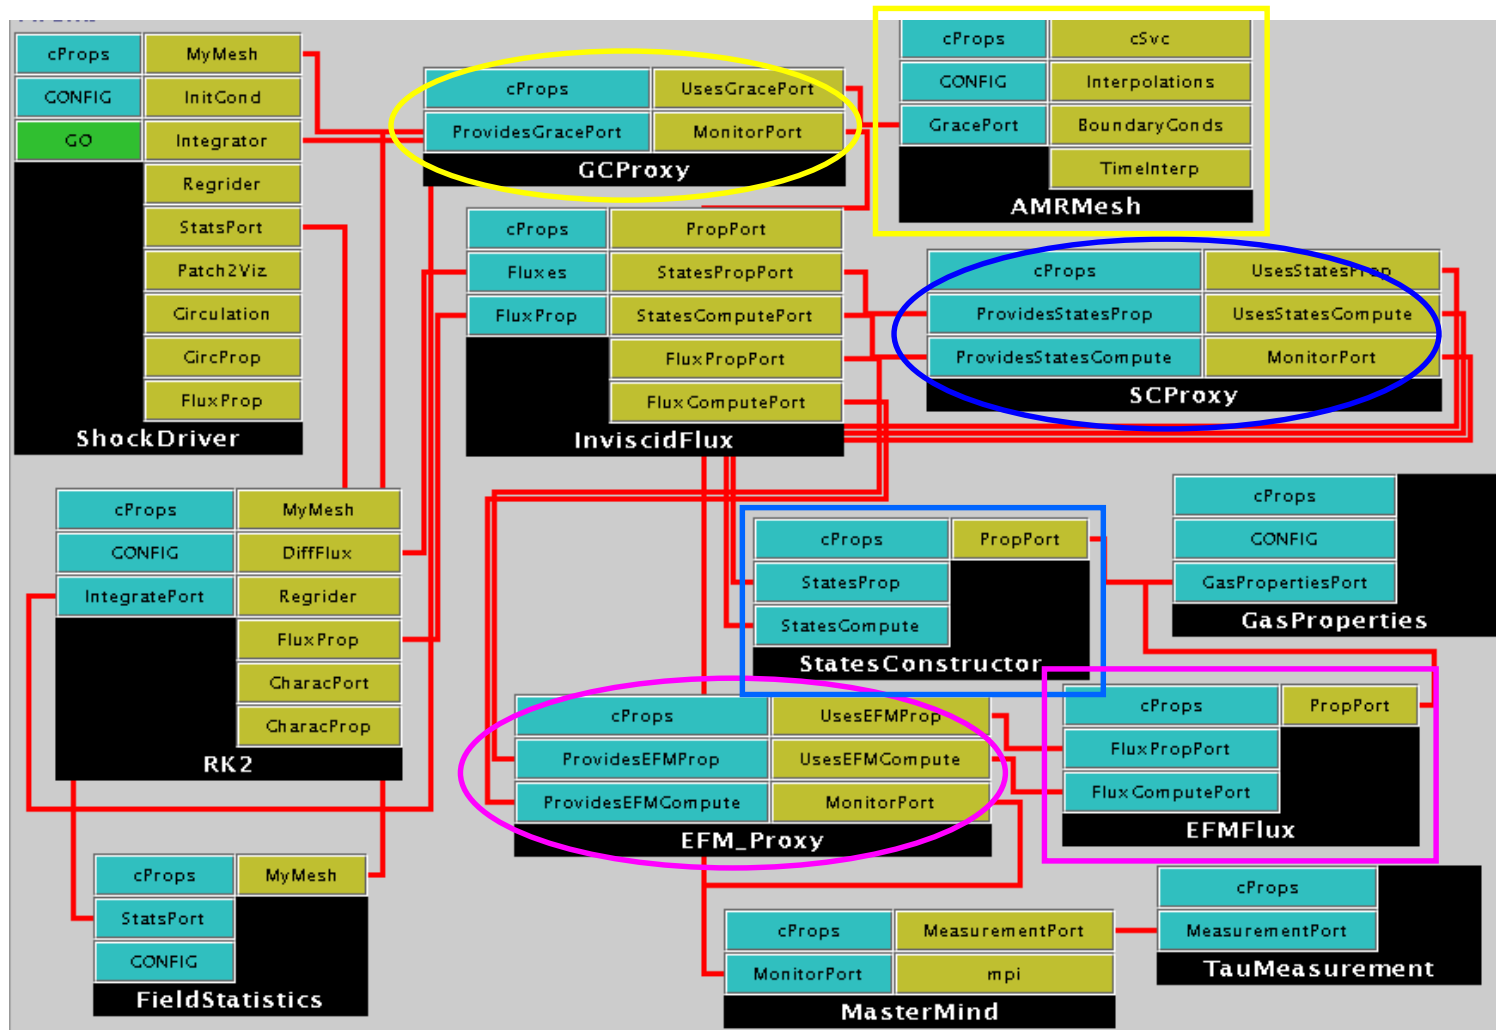 cProps MyMesh
CONFIG InitCond
GO Integrator
Regrider
StatsPort
Patch2Viz
Circulation
CircProp
FluxProp
ShockDriver
cProps UsesGracePort
ProvidesGracePort MonitorPort
GCProxy
cProps cSvc
CONFIG Interpolations
GracePort BoundaryConds
TimeInterp
AMRMesh
cProps PropPort
Fluxes StatesPropPort
FluxProp StatesComputePort
FluxPropPort
FluxComputePort
InviscidFlux
cProps UsesStatesProp
ProvidesStatesProp UsesStatesCompute
ProvidesStatesCompute MonitorPort
SCProxy
cProps MyMesh
CONFIG DiffFlux
IntegratePort Regrider
FluxProp
CharacPort
CharacProp
RK2
cProps PropPort
StatesProp
StatesCompute
StatesConstructor
cProps
CONFIG
GasPropertiesPort
GasProperties
cProps UsesEFMProp
ProvidesEFMProp UsesEFMCompute
ProvidesEFMCompute MonitorPort
EFM_Proxy
cProps PropPort
FluxPropPort
FluxComputePort
EFMFlux
cProps MyMesh
StatsPort
CONFIG
FieldStatistics
cProps MeasurementPort
MonitorPort mpi
MasterMind
cProps
MeasurementPort
TauMeasurement